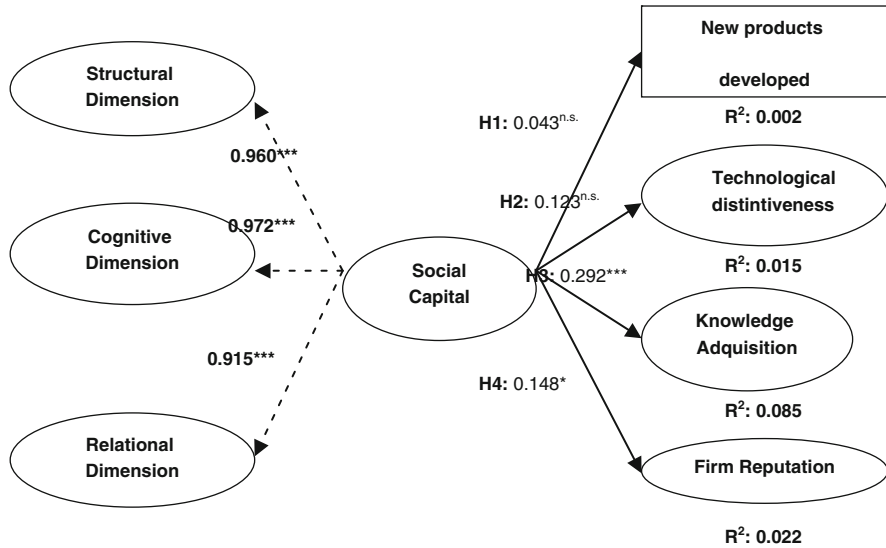 Structural
Dimension
0.960***
Cognitive
Dimension
0.972***
0.915***
Relational
Dimension
Social
Capital
H1: 0.043n.s.
H2: 0.123n.s.
H3: 0.292***
H4: 0.148*
New products
developed
R2: 0.002
Technological
distintiveness
R2: 0.015
Knowledge
Adquisition
R2: 0.085
Firm Reputation
R2: 0.022